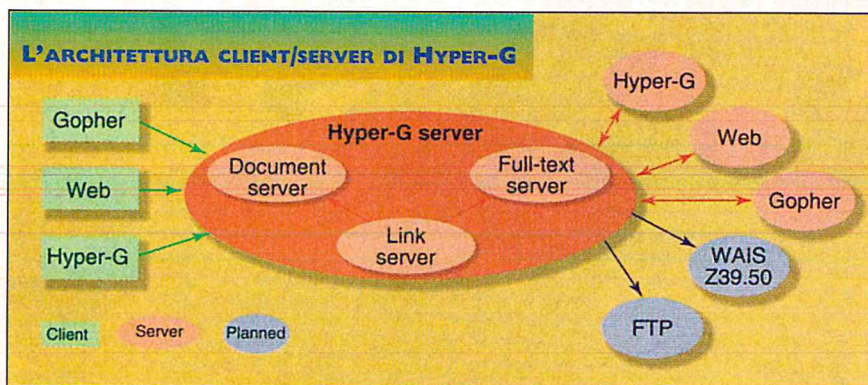 L'ARCHITETTURA CLIENT/SERVER DI HYPER-G
Gopher
Web
Hyper-G
Hyper-G server
Document
server
Full-text
server
Link
server
Hyper-G
Web
Gopher
WAIS
Z39.50
FTP
Client
Server
Planned